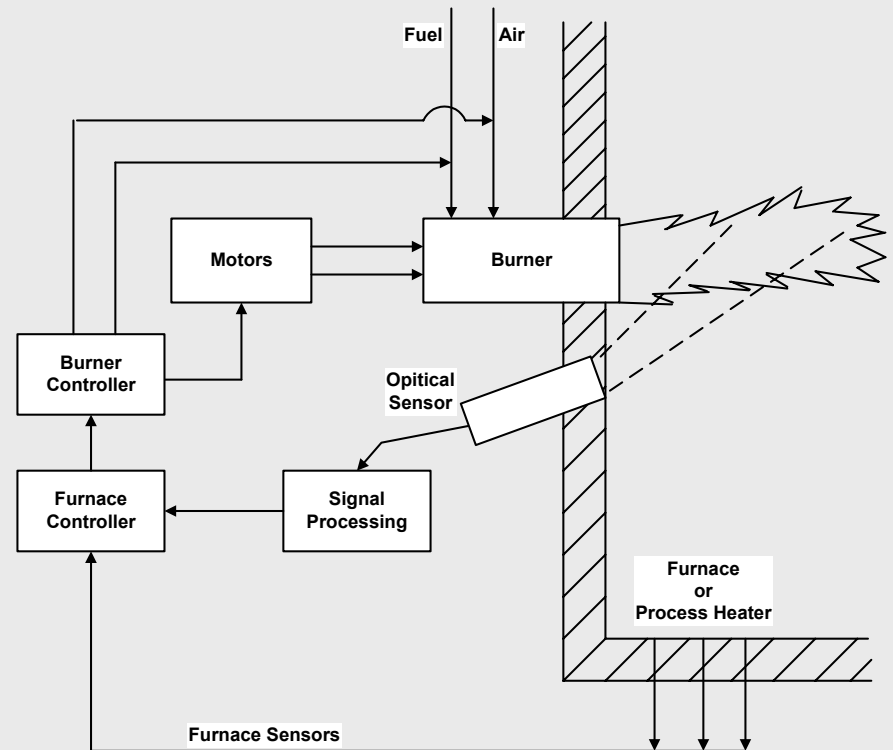 Fuel
Air
Motors
Burner
Burner
Controller
Opitical
Sensor
Furnace
Controller
Signal
Processing
Furnace
or
Process Heater
Furnace Sensors